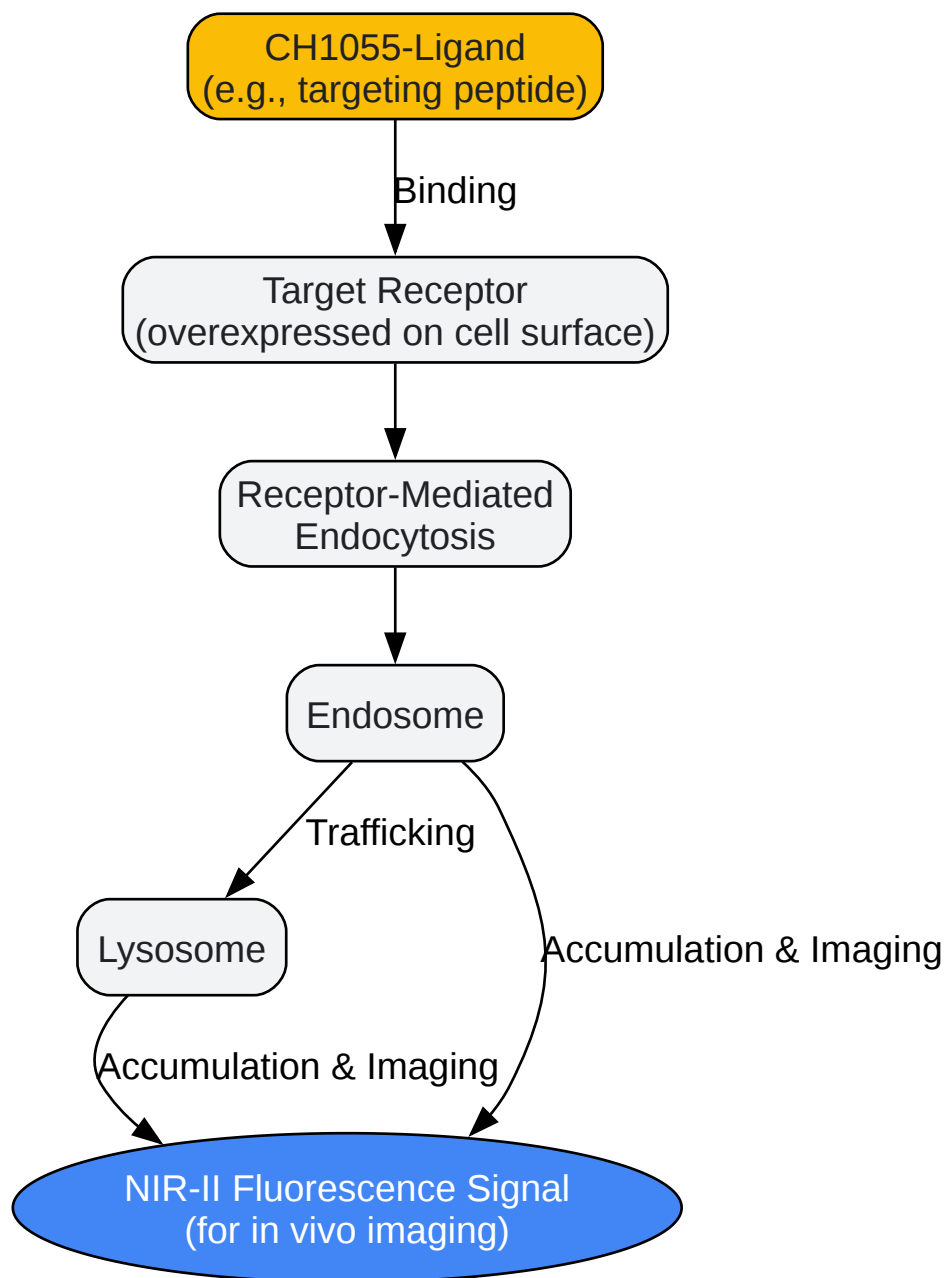 CH1055-Ligand
(e.g., targeting peptide)
Binding
Target Receptor
(overexpressed on cell surface)
Receptor-Mediated
Endocytosis
Endosome
Trafficking
Lysosome
Accumulation & Imaging
Accumulation & Imaging
NIR-II Fluorescence Signal
(for in vivo imaging)